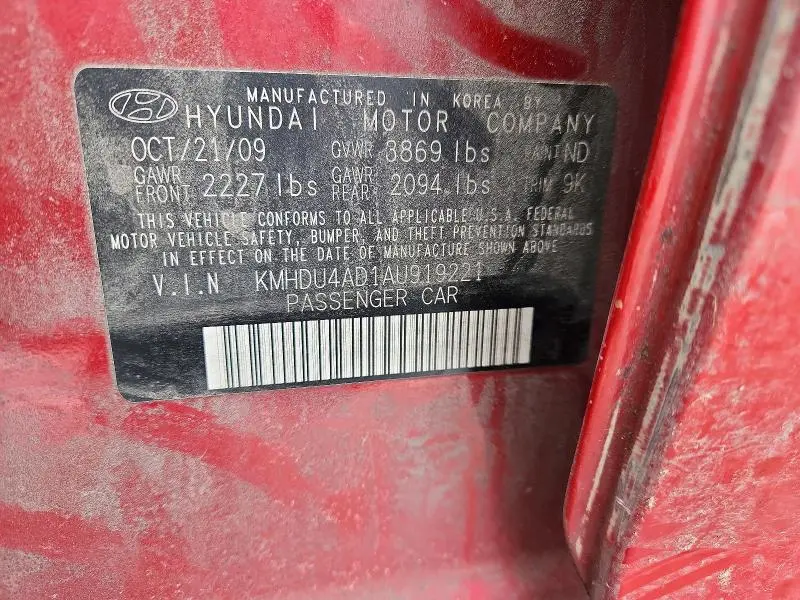 MANUFACTURED IN KOREA BY
HYUNDAI MOTOR COMPANY
OCT/21/09 GVWR 3869 lbs PAINT ND
GAWR FRONT 2227 lbs GAWR REAR 2094 lbs TRIM 9K
THIS VEHICLE CONFORMS TO ALL APPLICABLE U.S.A. FEDERAL
MOTOR VEHICLE SAFETY, BUMPER, AND THEFT PREVENTION STANDARDS
IN EFFECT ON THE DATE OF MANUFACTURE SHOWN ABOVE
V.I.N KMHDU4AD1AU919221
PASSENGER CAR